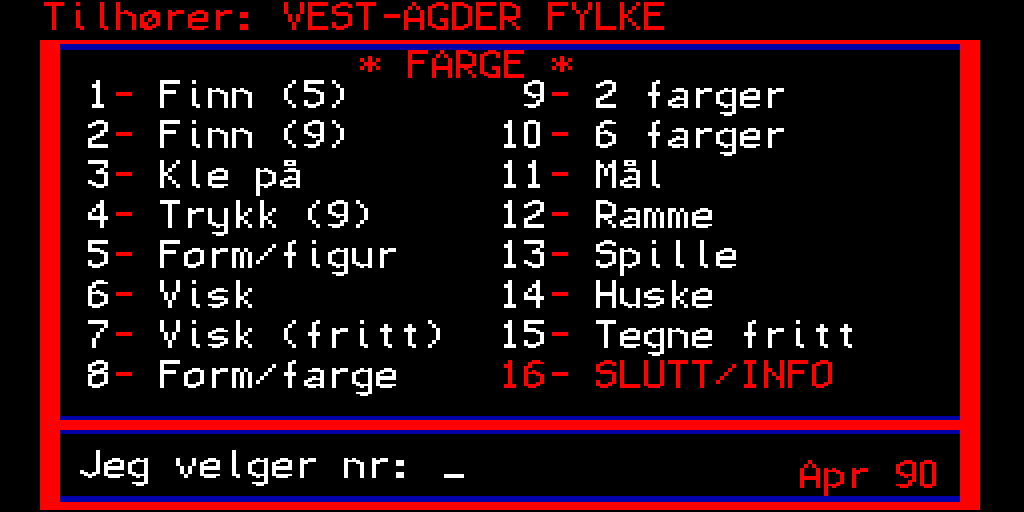 Tilhører: VEST-AGDER FYLKE
* FARGE *
1- Finn (5) 9- 2 farger
2- Finn (9) 10- 6 farger
3- Kle på 11- Mål
4- Trykk (9) 12- Ramme
5- Form/figur 13- Spille
6- Visk 14- Huske
7- Visk (fritt) 15- Tegne fritt
8- Form/farge 16- SLUTT/INFO
Jeg velger nr: _
Apr 90